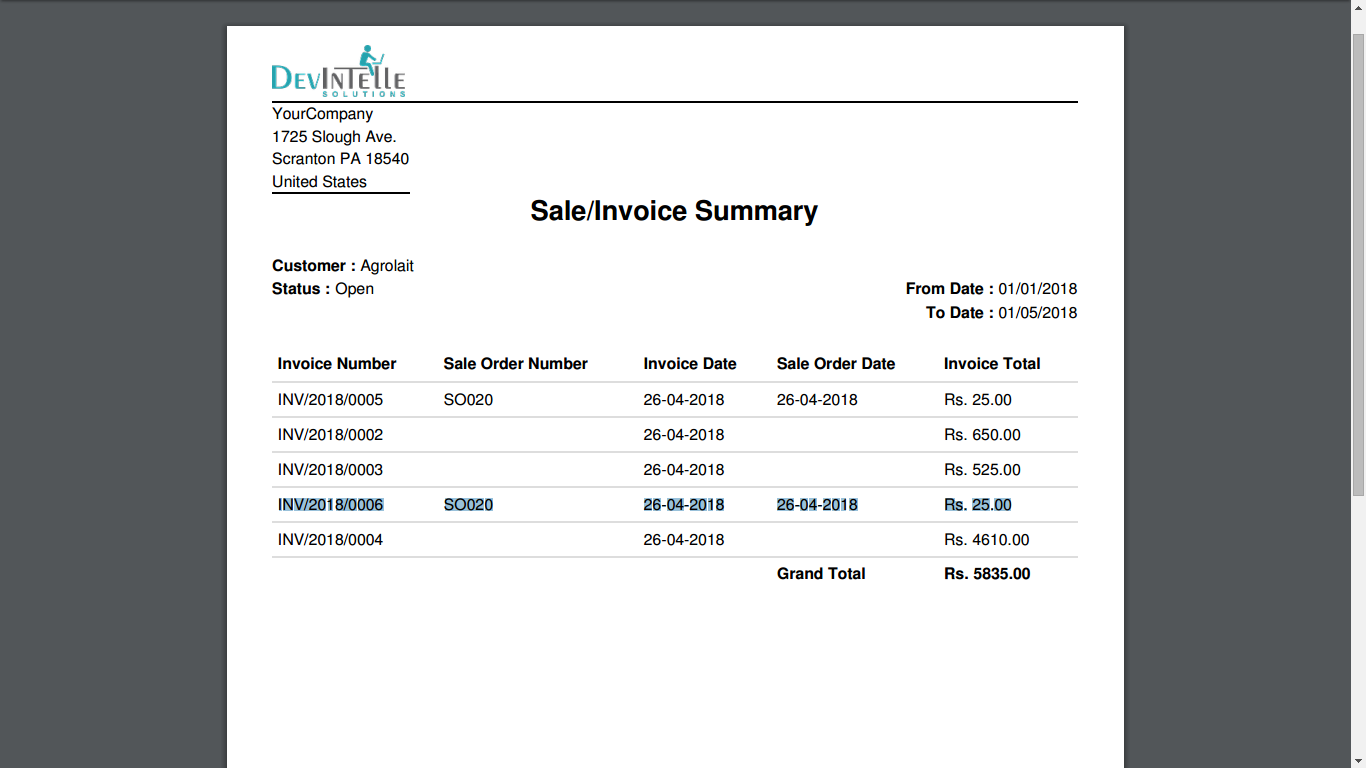 DEVINTELLE
SOLUTIONS
YourCompany
1725 Slough Ave.
Scranton PA 18540
United States
Sale/Invoice Summary
Customer : Agrolait
Status : Open
From Date : 01/01/2018
To Date : 01/05/2018
Invoice Number Sale Order Number Invoice Date Sale Order Date Invoice Total
INV/2018/0005 SO020 26-04-2018 26-04-2018 Rs. 25.00
INV/2018/0002 26-04-2018 Rs. 650.00
INV/2018/0003 26-04-2018 Rs. 525.00
INV/2018/0006 SO020 26-04-2018 26-04-2018 Rs. 25.00
INV/2018/0004 26-04-2018 Rs. 4610.00
Grand Total Rs. 5835.00